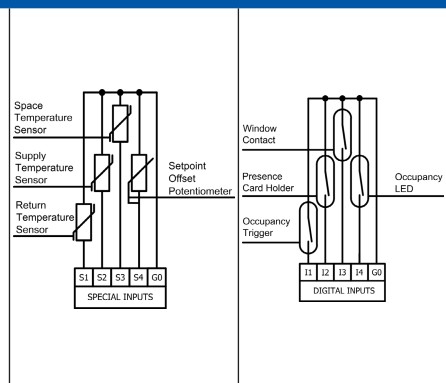 Space
Temperature
Sensor
Supply
Temperature
Sensor
Return
Temperature
Sensor
Setpoint
Offset
Potentiometer
S1 S2 S3 S4 G0
SPECIAL INPUTS
Window
Contact
Presence
Card Holder
Occupancy
Trigger
Occupancy
LED
I1 I2 I3 I4 G0
DIGITAL INPUTS